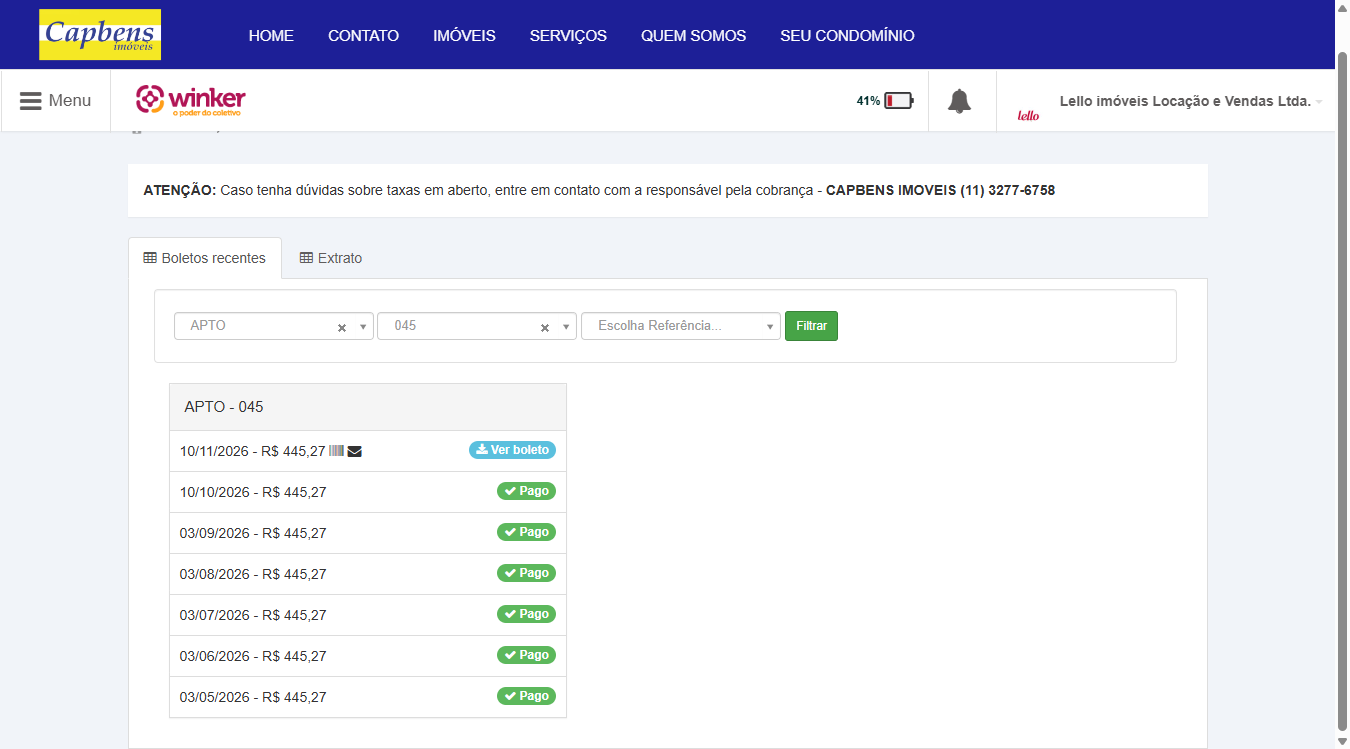 Capbens
imóveis
HOME CONTATO IMÓVEIS SERVIÇOS QUEM SOMOS SEU CONDOMÍNIO
Menu
winker
o poder do coletivo
41%
lello
Lello imóveis Locação e Vendas Ltda.
ATENÇÃO: Caso tenha dúvidas sobre taxas em aberto, entre em contato com a responsável pela cobrança - CAPBENS IMOVEIS (11) 3277-6758
Boletos recentes Extrato
APTO × 045 × Escolha Referência... Filtrar
APTO - 045
10/11/2026 - R$ 445,27 Ver boleto
10/10/2026 - R$ 445,27 Pago
03/09/2026 - R$ 445,27 Pago
03/08/2026 - R$ 445,27 Pago
03/07/2026 - R$ 445,27 Pago
03/06/2026 - R$ 445,27 Pago
03/05/2026 - R$ 445,27 Pago